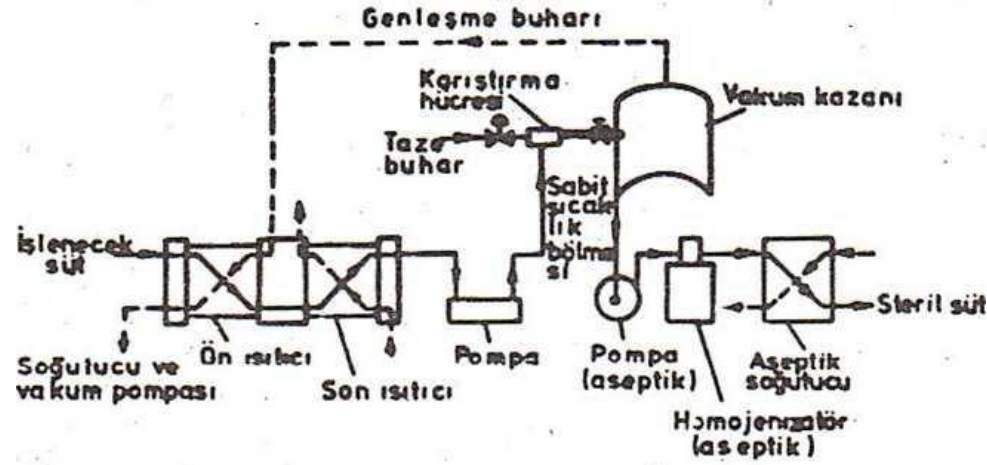 Genleşme buharı
Karıştırma
hücresi
Vakum kazanı
Taze
buhar
Sabit
sıcak
lık
bölme
si
İşlenecek
süt
Soğutucu ve
vakum pompası
Ön ısıtıcı
Son ısıtıcı
Pompa
Pompa
(aseptik)
Homojenizatör
(aseptik)
Aseptik
soğutucu
Steril süt